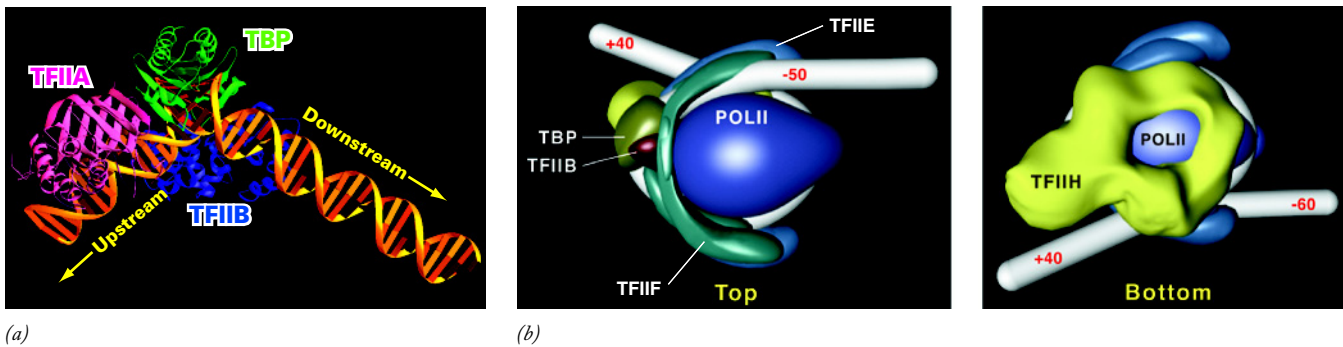 TBP
TFIIA
Downstream
TFIIB
Upstream
(a)
TFIIE
+40
-50
POLII
TBP
TFIIB
TFIIF
Top
(b)
POLII
TFIIH
-60
+40
Bottom